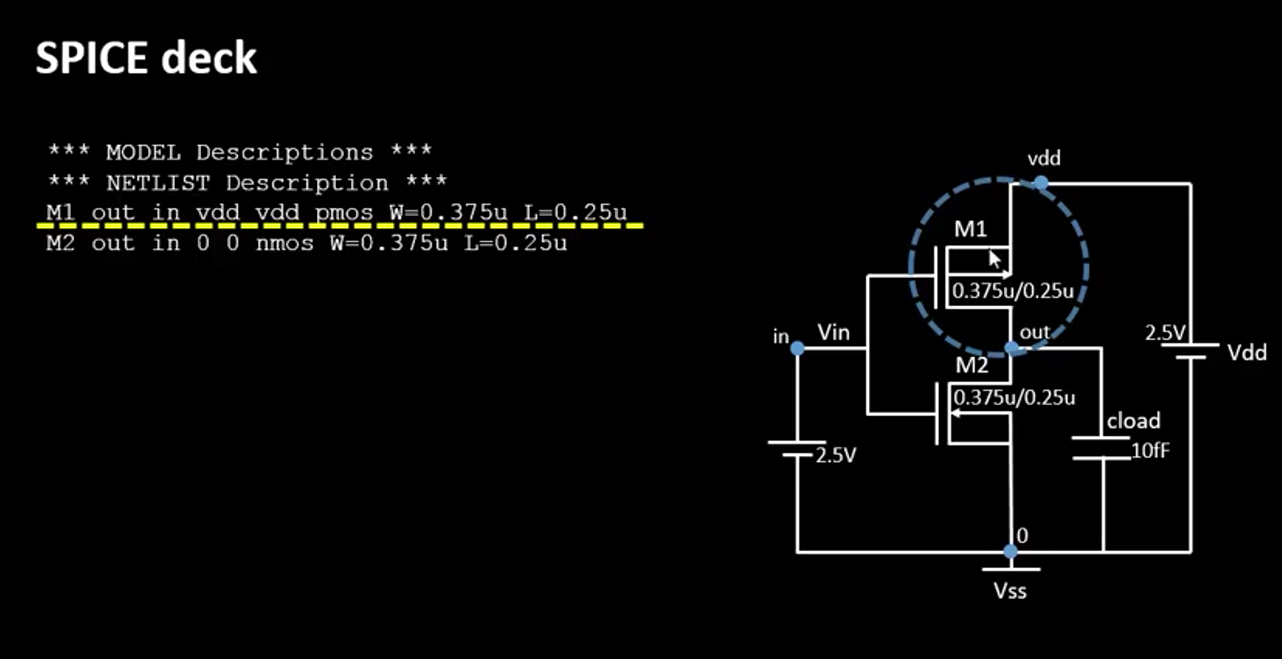 SPICE deck
*** MODEL Descriptions ***
*** NETLIST Description ***
M1 out in vdd vdd pmos W=0.375u L=0.25u
M2 out in 0 0 nmos W=0.375u L=0.25u
vdd
M1
0.375u/0.25u
in
Vin
out
2.5V
Vdd
M2
0.375u/0.25u
cload
10fF
2.5V
0
Vss